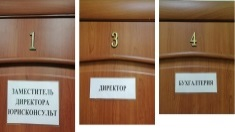 1
ЗАМЕСТИТЕЛЬ
ДИРЕКТОРА
ЮРИСКОНСУЛЬТ
3
ДИРЕКТОР
4
БУХГАЛТЕРИЯ